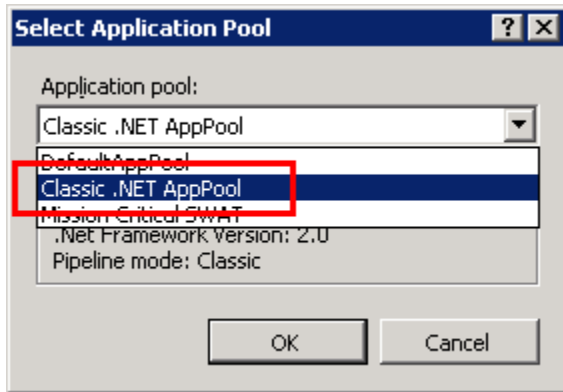 Select Application Pool
Application pool:
Classic .NET AppPool
DefaultAppPool
Classic .NET AppPool
Mission Critical SWAT
.Net Framework Version: 2.0
Pipeline mode: Classic
OK
Cancel